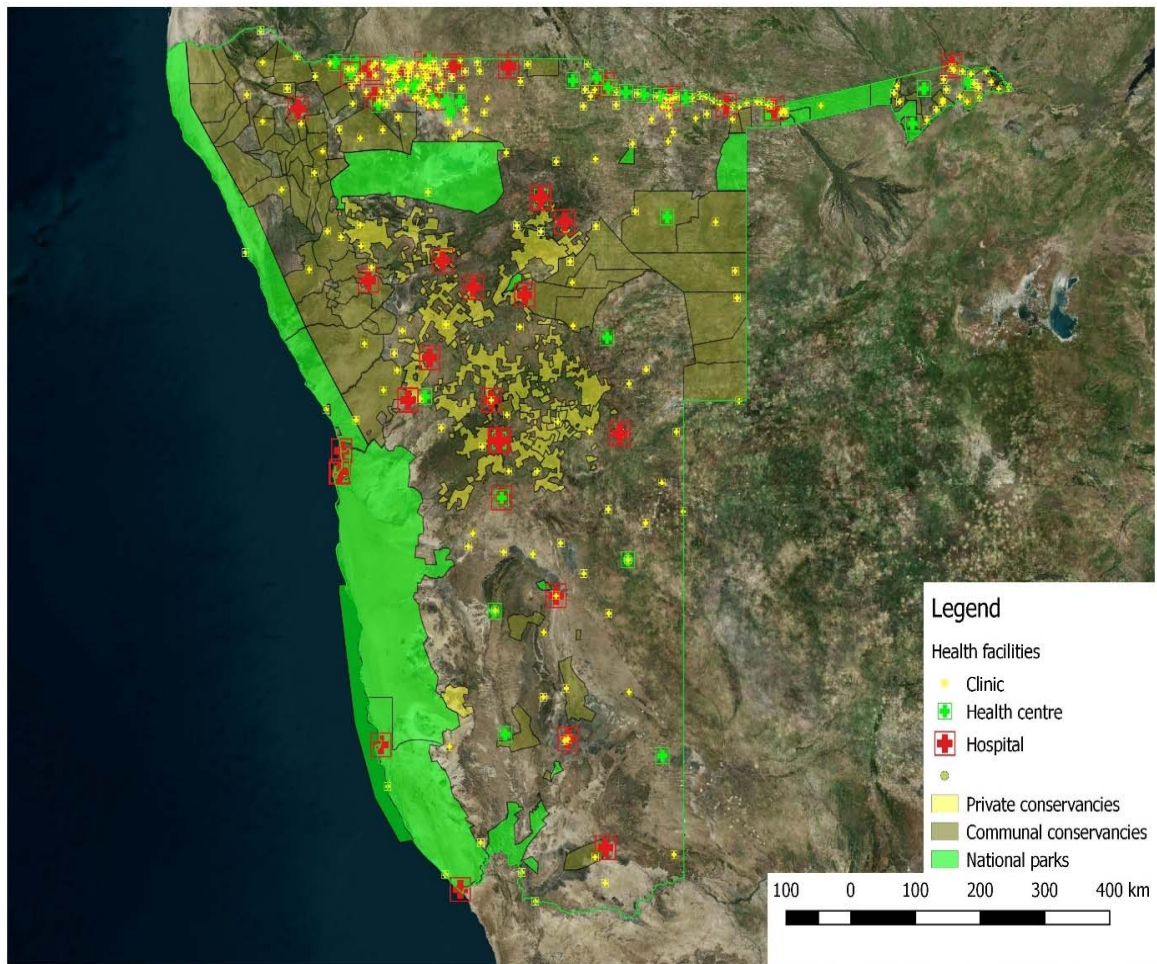 Legend
Health facilities
Clinic
Health centre
Hospital
Private conservancies
Communal conservancies
National parks
100 0 100 200 300 400 km